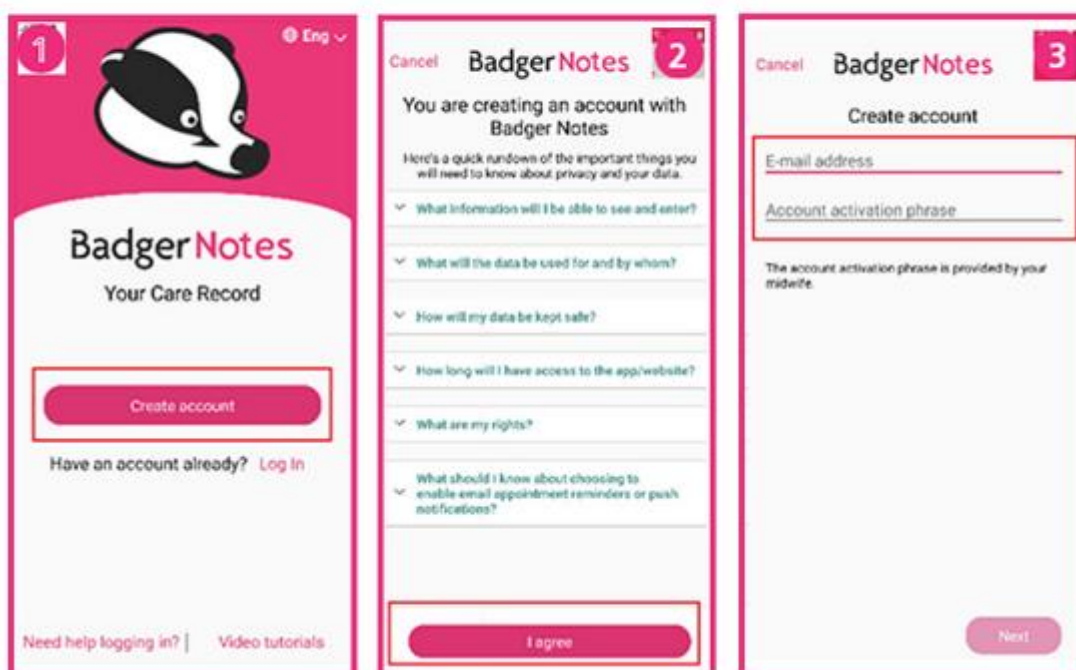 1
Eng
BadgerNotes
Your Care Record
Create account
Have an account already? Log In
Need help logging in? | Video tutorials
2
Cancel
BadgerNotes
You are creating an account with
Badger Notes
Here's a quick rundown of the important things you
will need to know about privacy and your data.
What information will I be able to see and enter?
What will the data be used for and by whom?
How will my data be kept safe?
How long will I have access to the app/website?
What are my rights?
What should I know about choosing to
enable email appointment reminders or push
notifications?
I agree
3
Cancel
BadgerNotes
Create account
E-mail address
Account activation phrase
The account activation phrase is provided by your
midwife.
Next